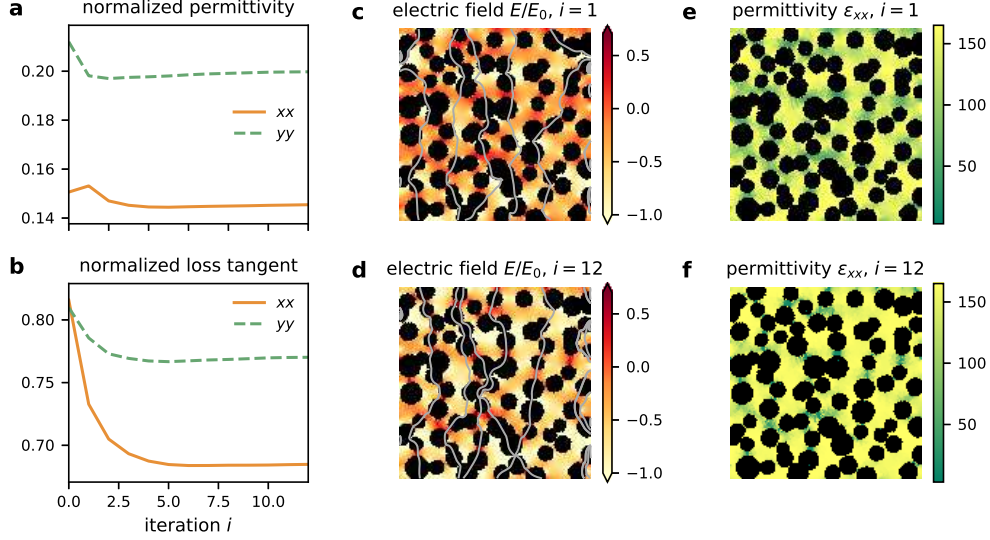 a
normalized permittivity
0.20
0.18
0.16
0.14
xx
yy
b
normalized loss tangent
0.80
0.75
0.70
xx
yy
0.0 2.5 5.0 7.5 10.0
iteration i
c
electric field E/E₀, i = 1
0.5
0.0
−0.5
−1.0
d
electric field E/E₀, i = 12
0.5
0.0
−0.5
−1.0
e
permittivity εₓₓ, i = 1
150
100
50
f
permittivity εₓₓ, i = 12
150
100
50